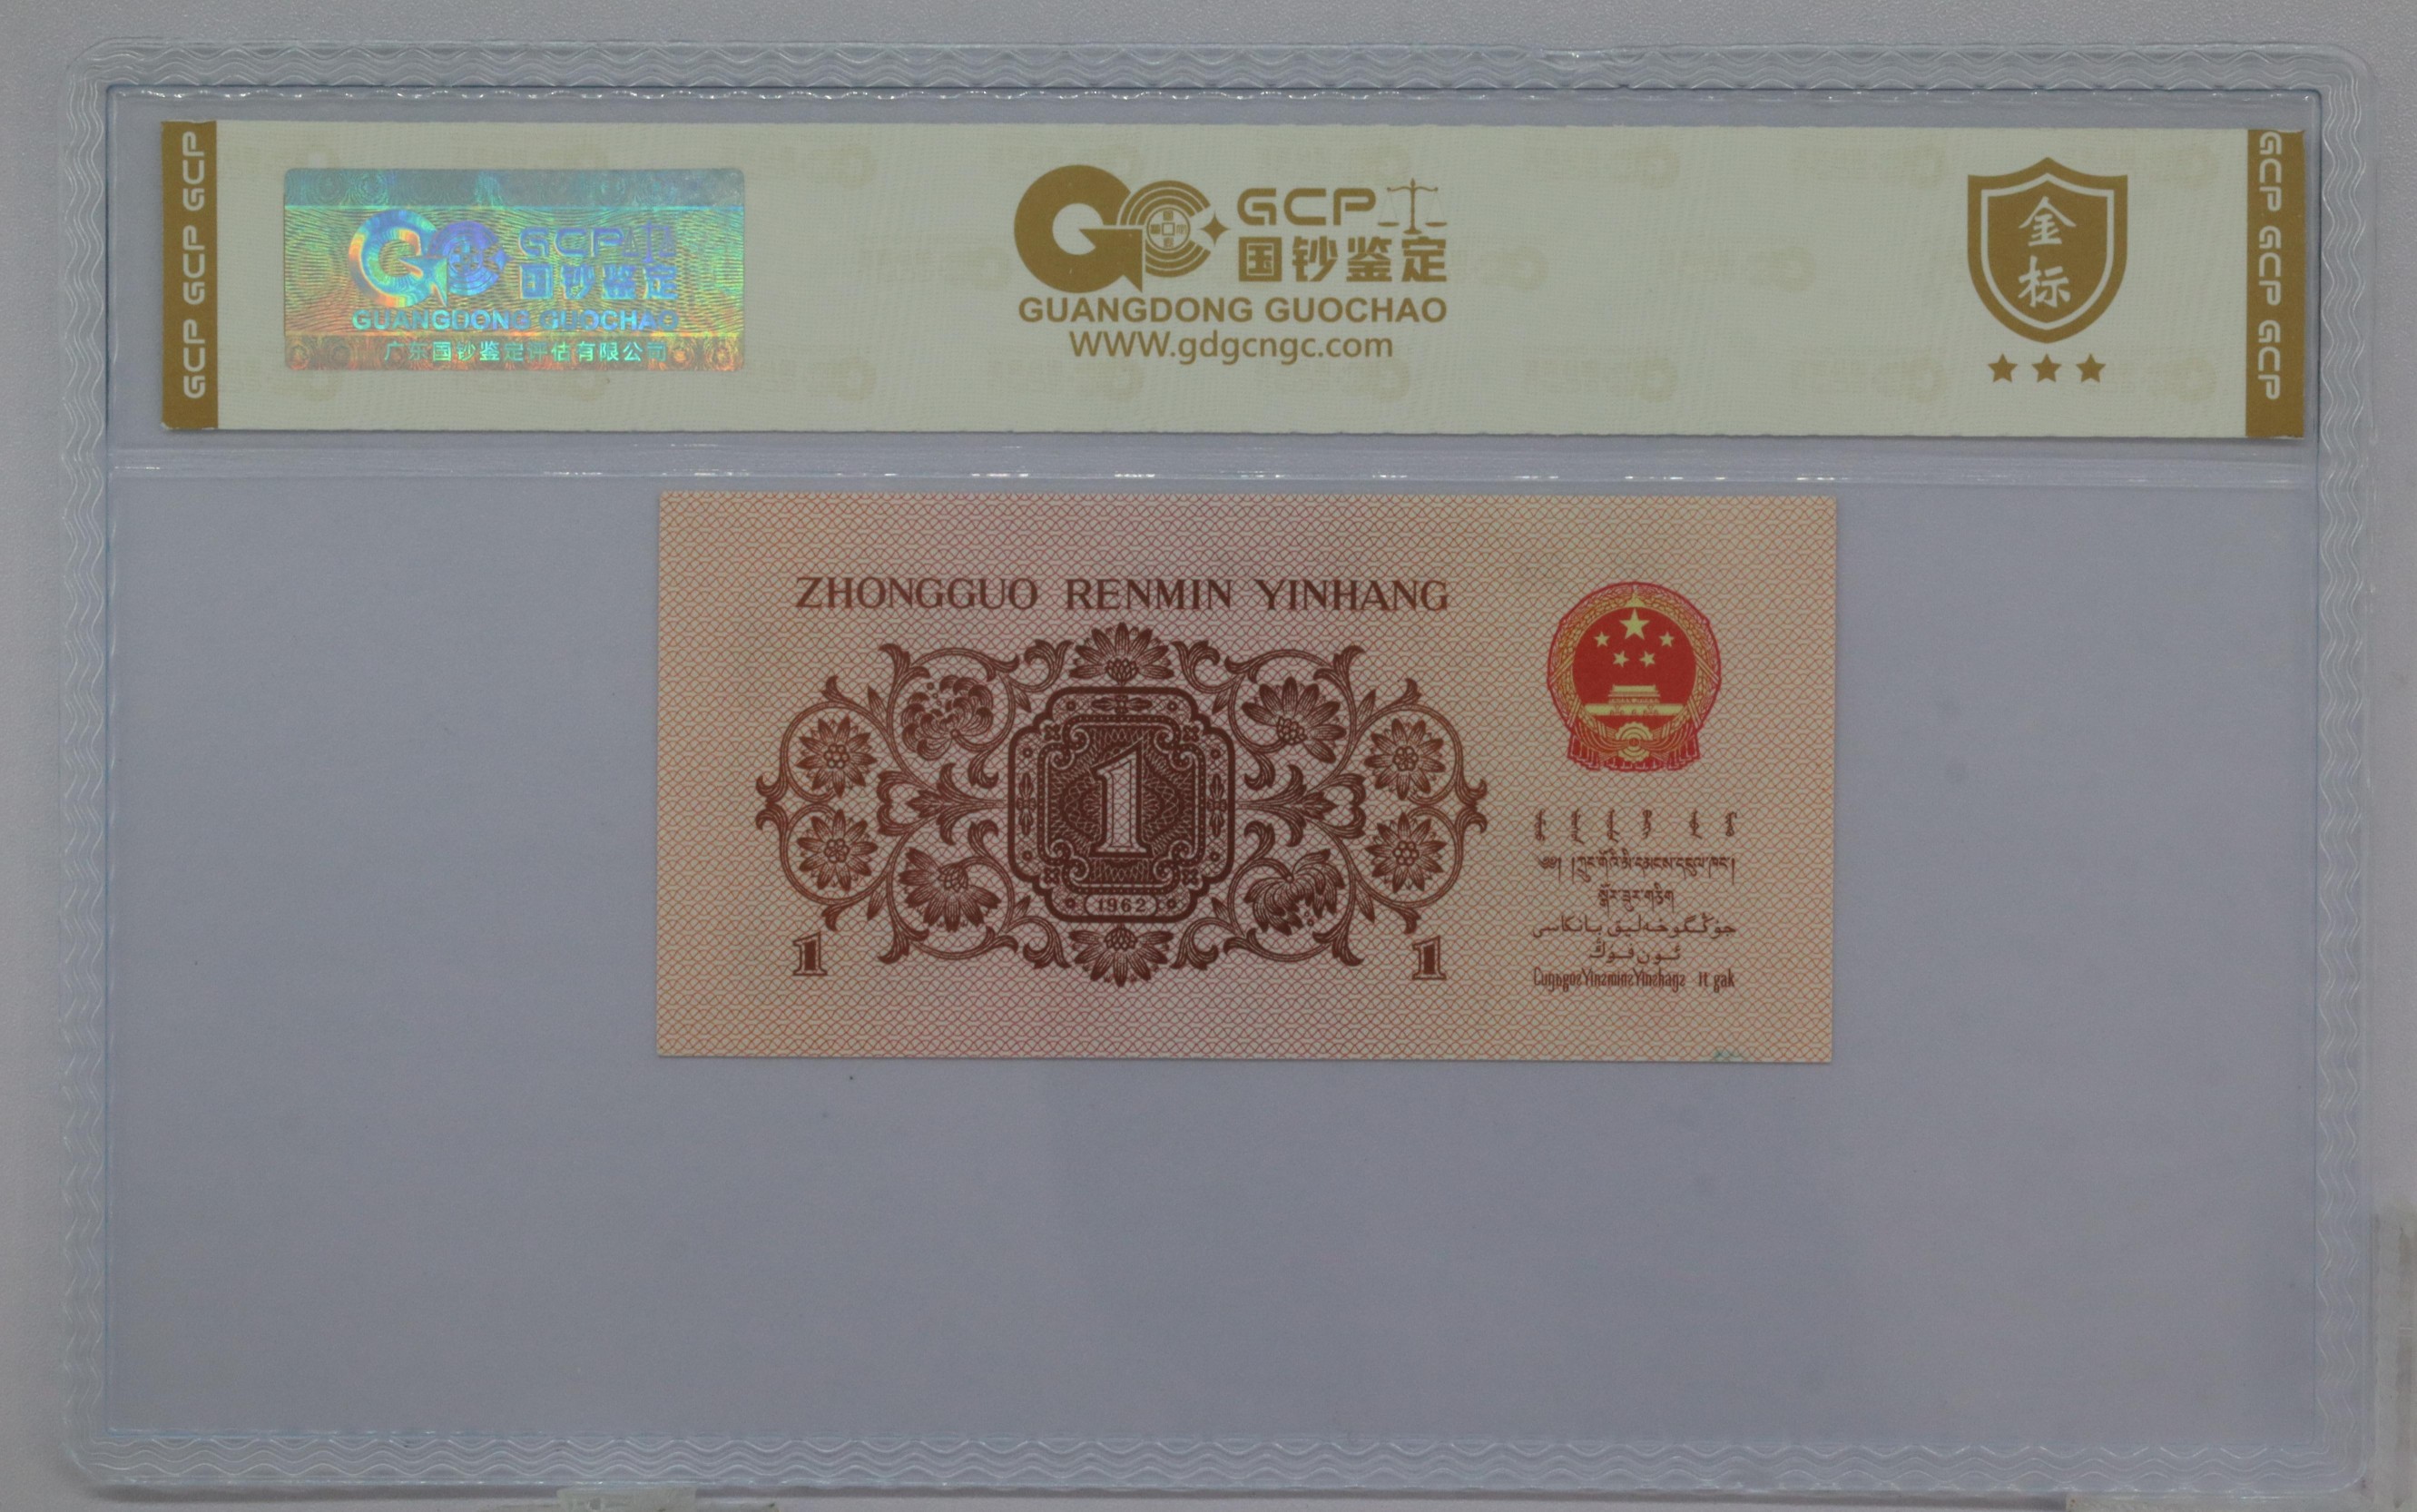 GCP GCP GCP
GCP
国钞鉴定
GUANGDONG GUOCHAO
广东国钞鉴定评估有限公司
GCP
国钞鉴定
GUANGDONG GUOCHAO
WWW.gdgcngc.com
金
标
GCP GCP GCP
ZHONGGUO RENMIN YINHANG
1
1962
1
1